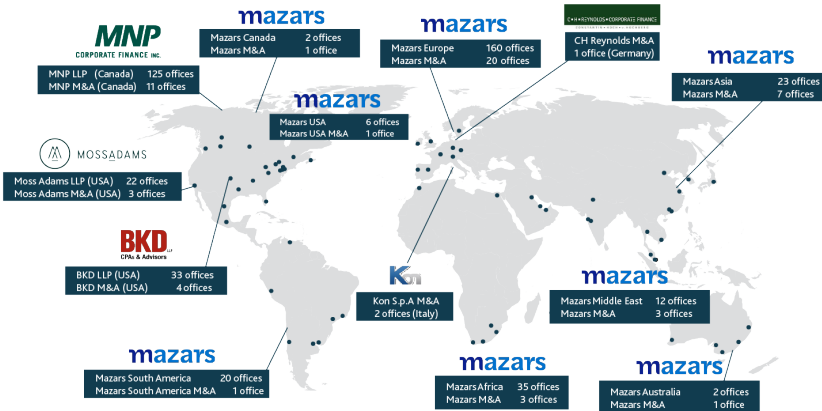 mazars
Mazars Canada 2 offices
Mazars M&A 1 office
MNP
CORPORATE FINANCE INC.
MNP LLP (Canada) 125 offices
MNP M&A (Canada) 11 offices
mazars
Mazars Europe 160 offices
Mazars M&A 20 offices
C·H·REYNOLDS·CORPORATE FINANCE
CH Reynolds M&A
1 office (Germany)
mazars
Mazars Asia 23 offices
Mazars M&A 7 offices
mazars
Mazars USA 6 offices
Mazars USA M&A 1 office
MOSSADAMS
Moss Adams LLP (USA) 22 offices
Moss Adams M&A (USA) 3 offices
BKD LLP
CPAs & Advisors
BKD LLP (USA) 33 offices
BKD M&A (USA) 4 offices
Kon
Kon S.p.A M&A
2 offices (Italy)
mazars
Mazars Middle East 12 offices
Mazars M&A 3 offices
mazars
Mazars South America 20 offices
Mazars South America M&A 1 office
mazars
Mazars Africa 35 offices
Mazars M&A 3 offices
mazars
Mazars Australia 2 offices
Mazars M&A 1 office